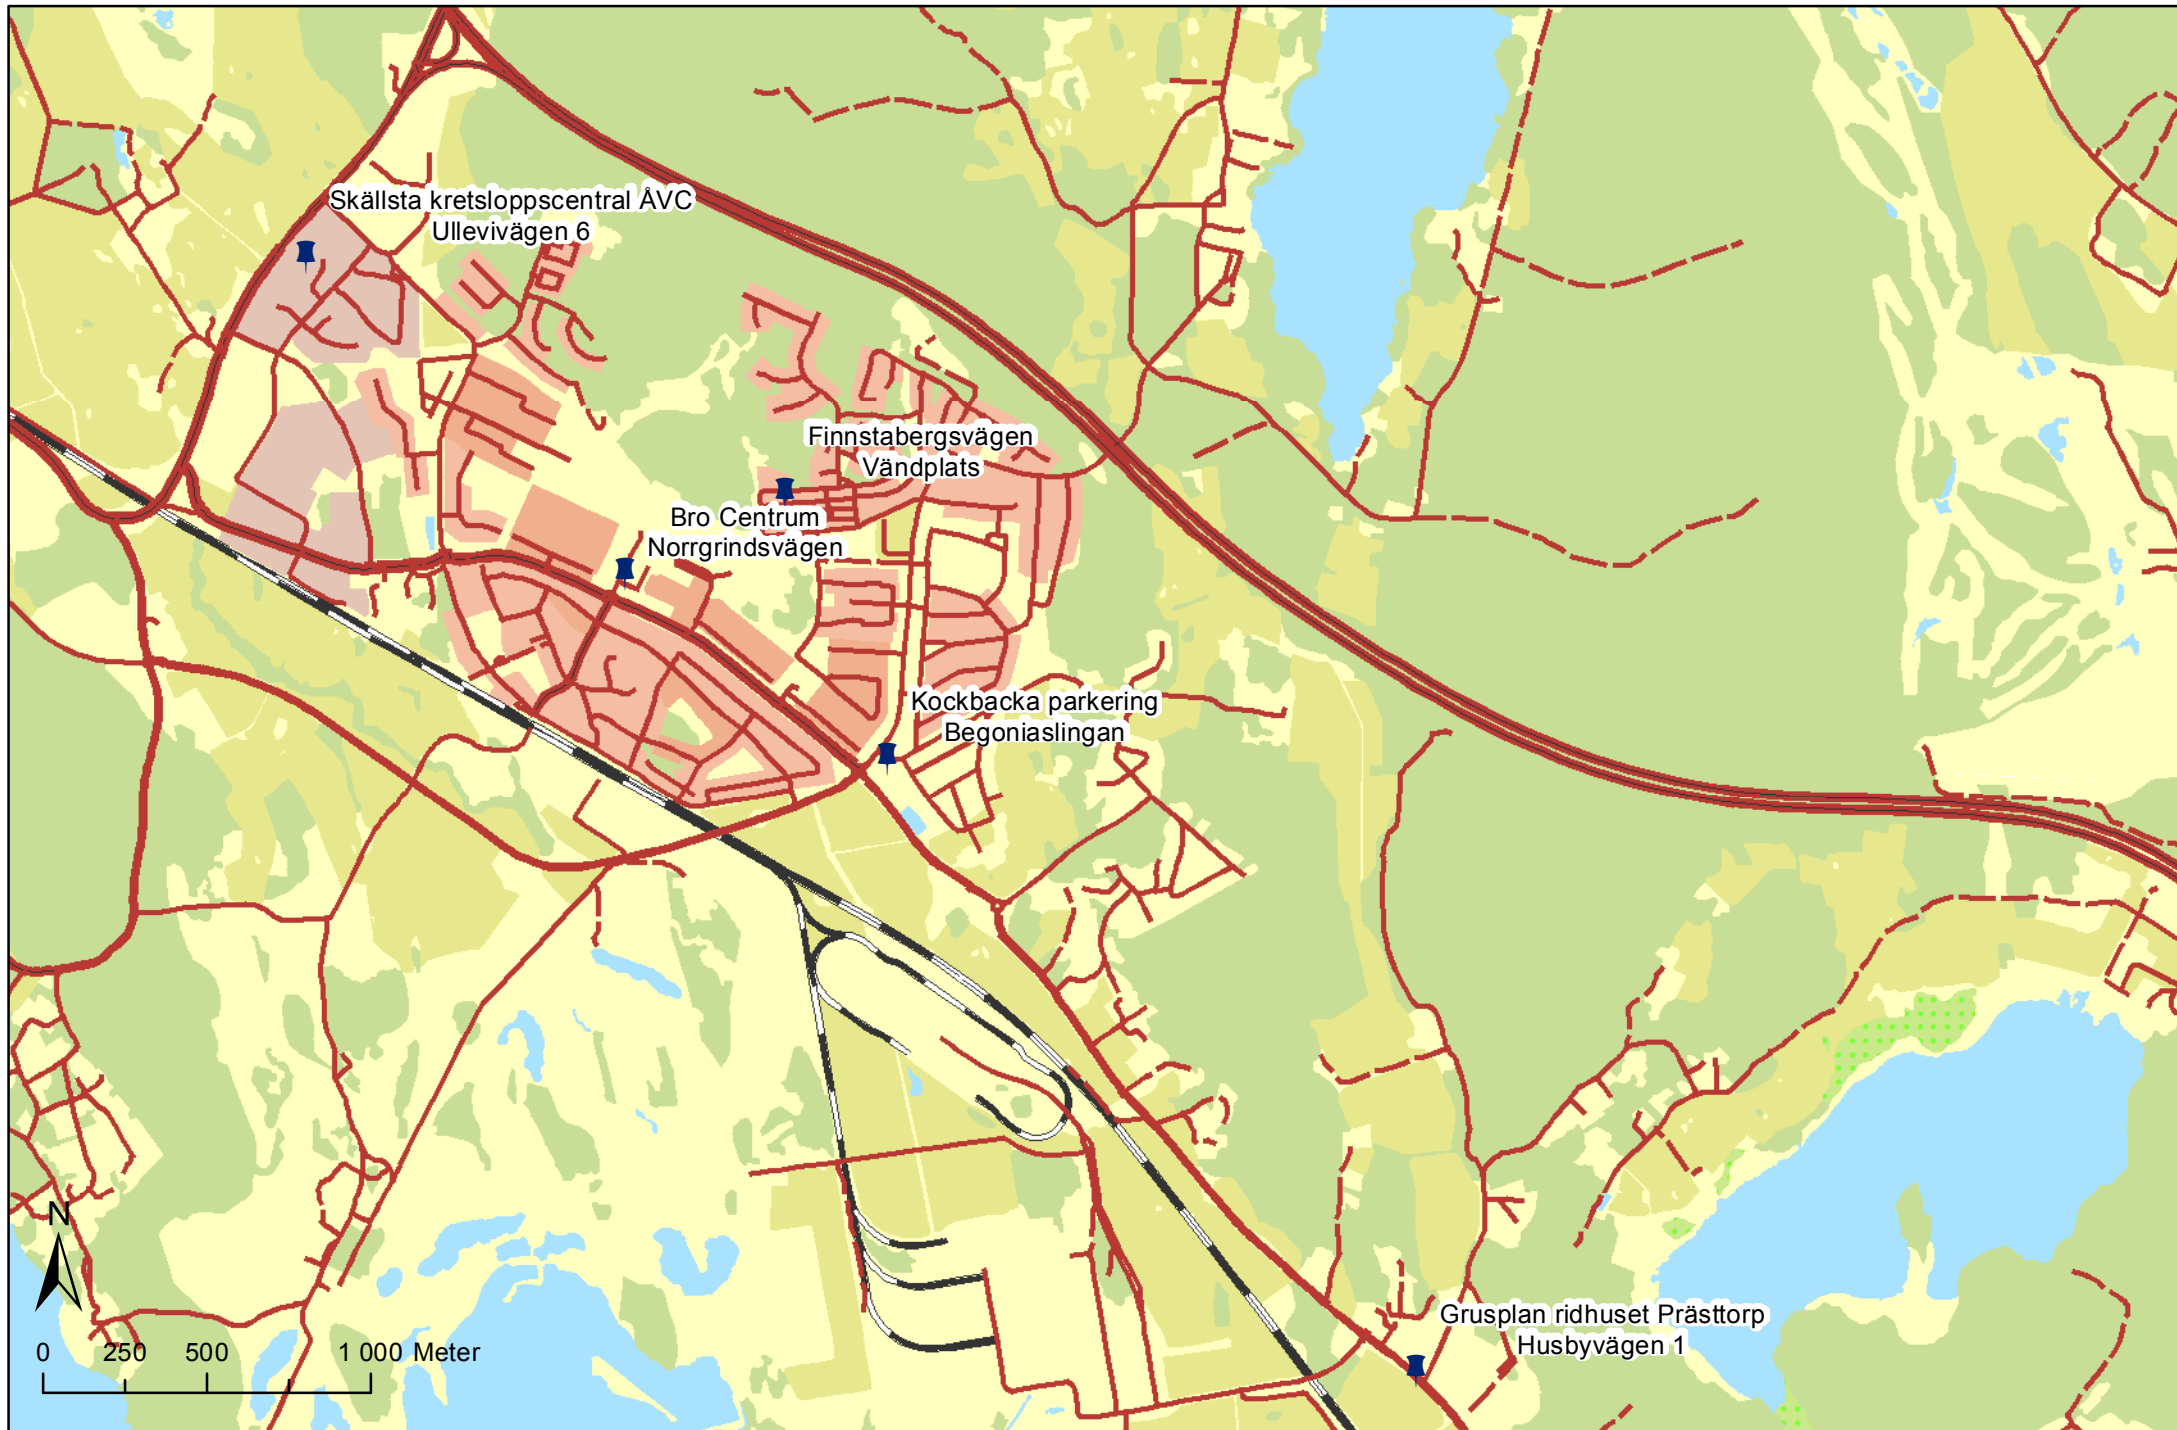 Skällsta kretsloppscentral ÅVC
Ullevivägen 6
Finnstabergsvägen
Vändplats
Bro Centrum
Norrgrindsvägen
Kockbacka parkering
Begoniaslingan
Grusplan ridhuset Prästtorp
Husbyvägen 1
N
0 250 500 1 000 Meter